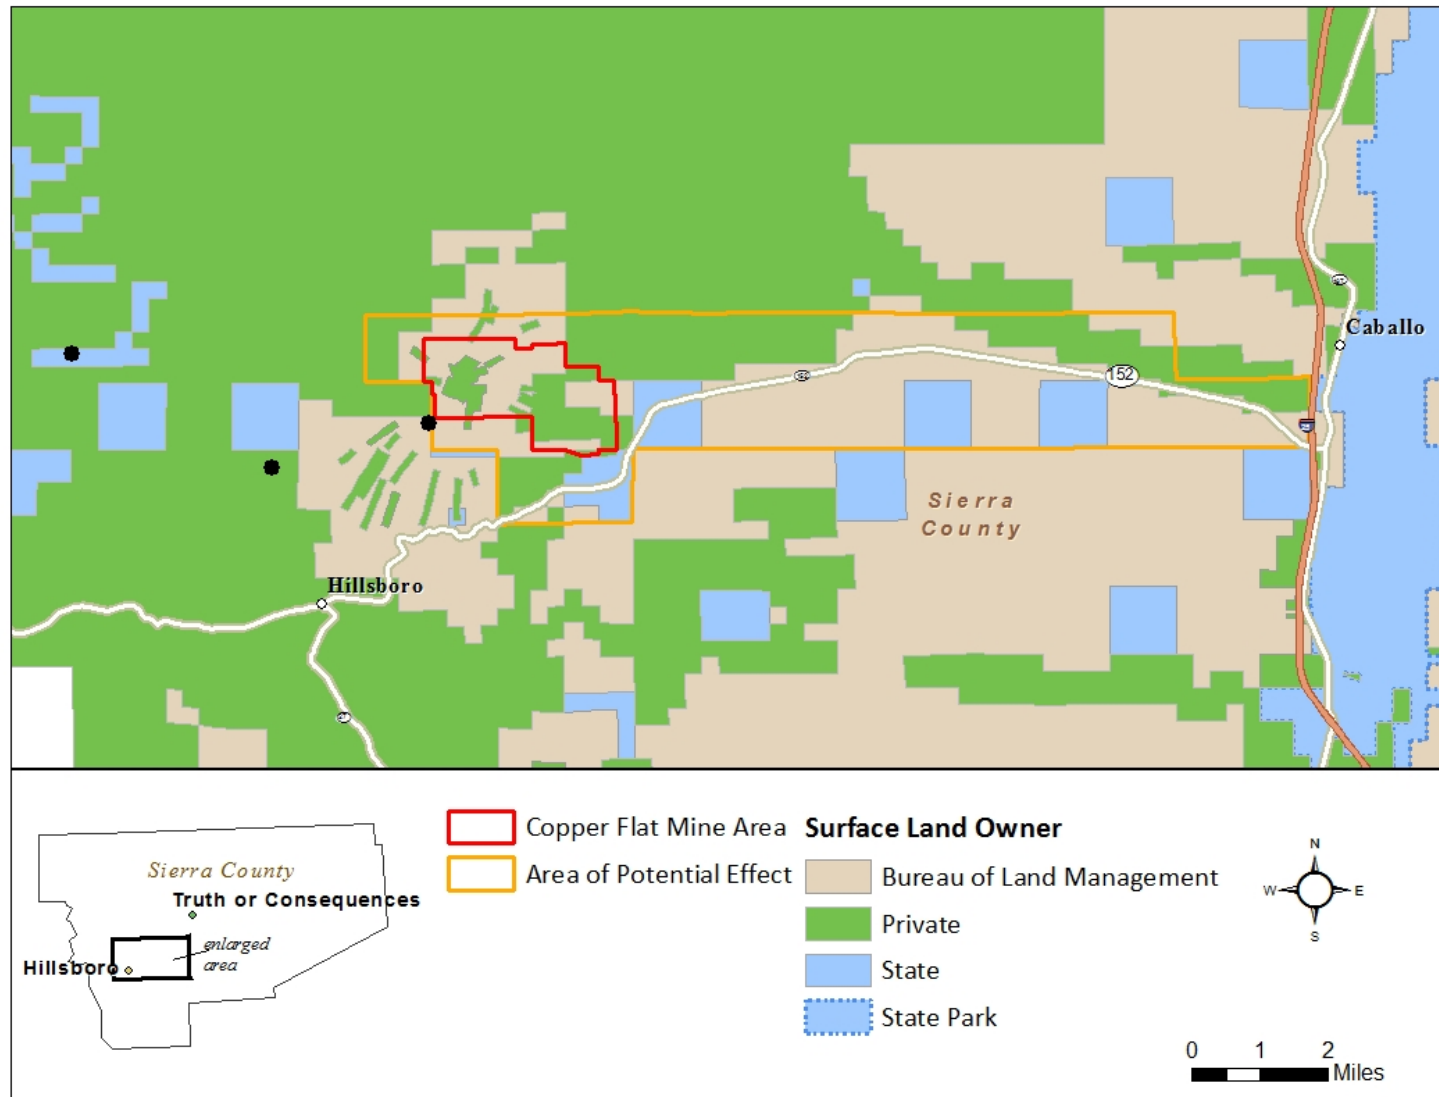 Caballo
152
Sierra
County
Hillsboro
Copper Flat Mine Area
Area of Potential Effect
Surface Land Owner
Bureau of Land Management
Private
State
State Park
Sierra County
Truth or Consequences
enlarged
area
Hillsboro
N
W
E
S
0
1
2
Miles